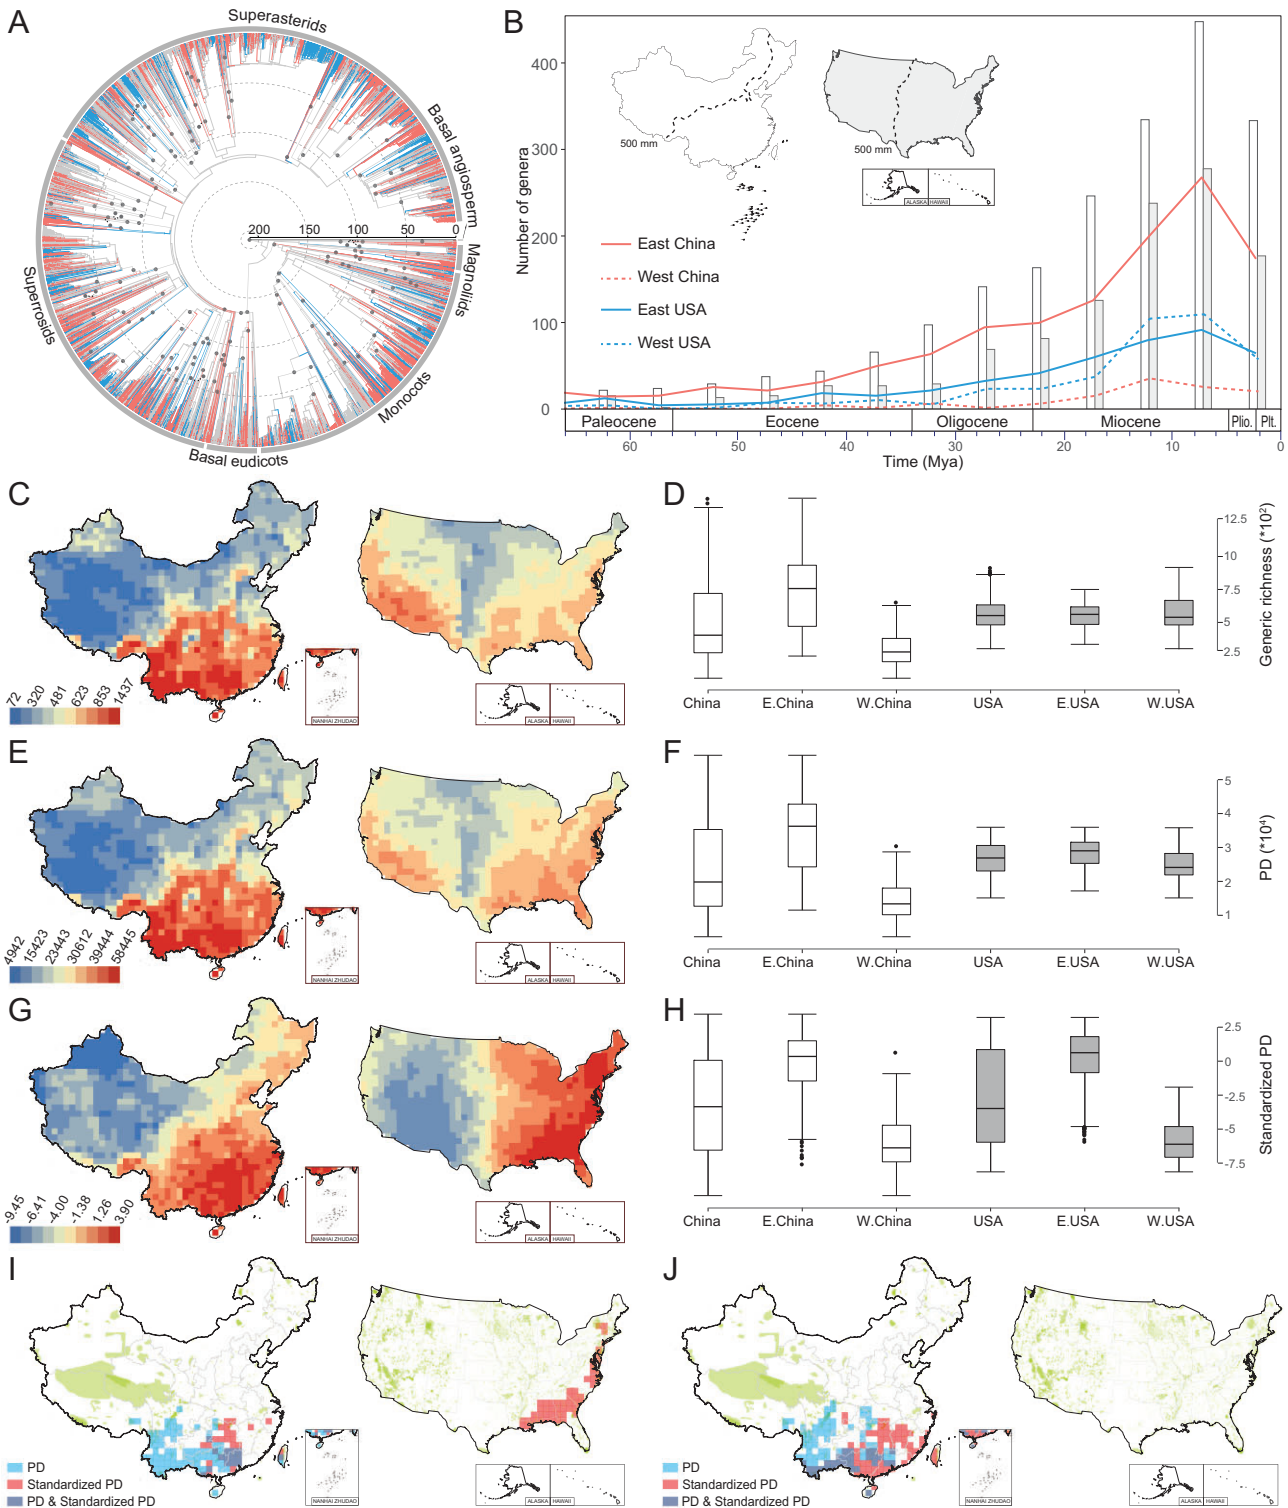 A
Superasterids
Basal angiosperm
Magnoliids
Monocots
Basal eudicots
Superrosids
200 150 100 50 0
B
Number of genera
400
300
200
100
0
500 mm
500 mm
ALASKA HAWAII
East China
West China
East USA
West USA
Paleocene Eocene Oligocene Miocene Plio. Plt.
60 50 40 30 20 10 0
Time (Mya)
C
72 320 481 623 853 1437
NANHAI ZHUDAO
ALASKA HAWAII
D
12.5
10
7.5
5
2.5
Generic richness (*10²)
China E.China W.China USA E.USA W.USA
E
4942 15423 23443 30612 39444 58445
NANHAI ZHUDAO
ALASKA HAWAII
F
5
4
3
2
1
PD (*10⁴)
China E.China W.China USA E.USA W.USA
G
-9.45 -6.41 -4.00 -1.38 1.26 3.90
NANHAI ZHUDAO
ALASKA HAWAII
H
2.5
0
-2.5
-5
-7.5
Standardized PD
China E.China W.China USA E.USA W.USA
I
PD
Standardized PD
PD & Standardized PD
NANHAI ZHUDAO
ALASKA HAWAII
J
PD
Standardized PD
PD & Standardized PD
NANHAI ZHUDAO
ALASKA HAWAII